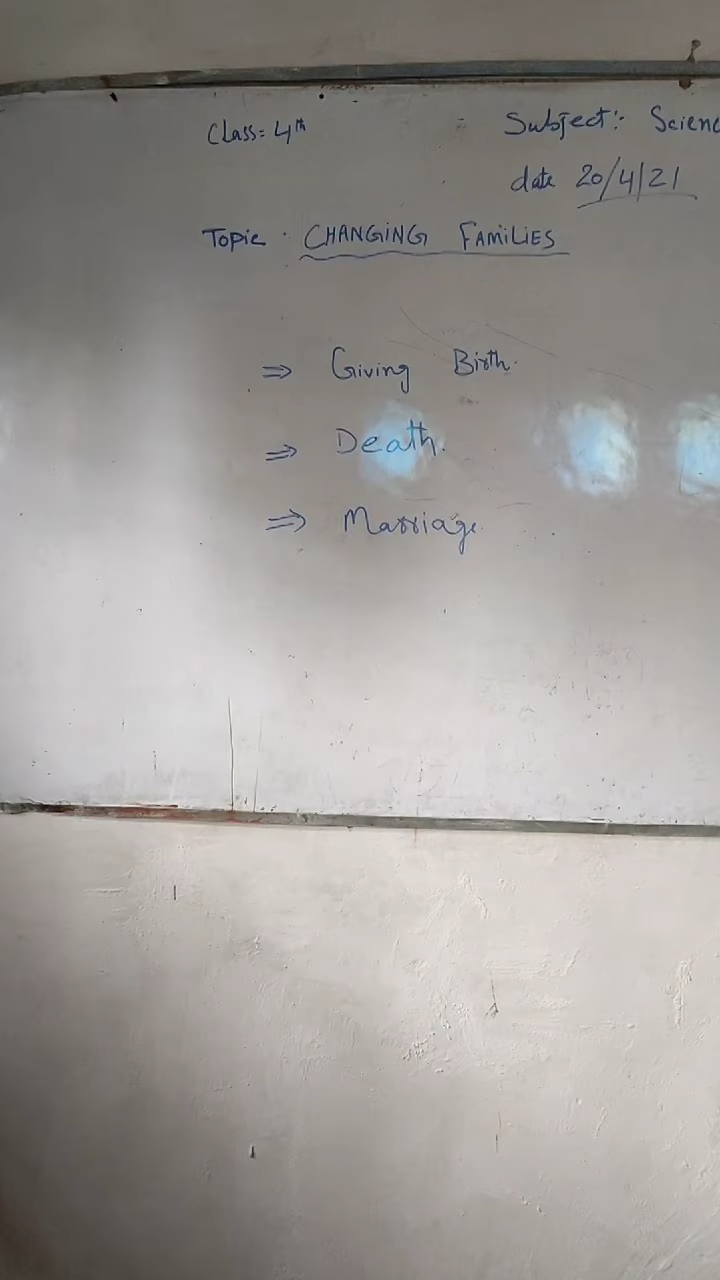 Class= 4th
Subject:- Scienc
date 20/4/21
Topic : CHANGiNG FAMiLiES
⇒ Giving Birth.
⇒ Death.
⇒ Marriage.